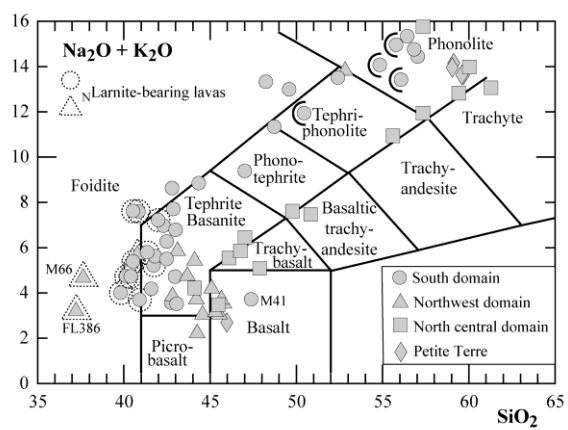 16
14
12
10
8
6
4
2
0
Na₂O + K₂O
ᴺLarnite-bearing lavas
Phonolite
Trachyte
Tephri-
phonolite
Trachy-
andesite
Phono-
tephrite
Foidite
Tephrite
Basanite
Basaltic
trachy-
andesite
Trachy-
basalt
M66
FL386
M41
Basalt
Picro-
basalt
South domain
Northwest domain
North central domain
Petite Terre
35
40
45
50
55
60
65
SiO₂